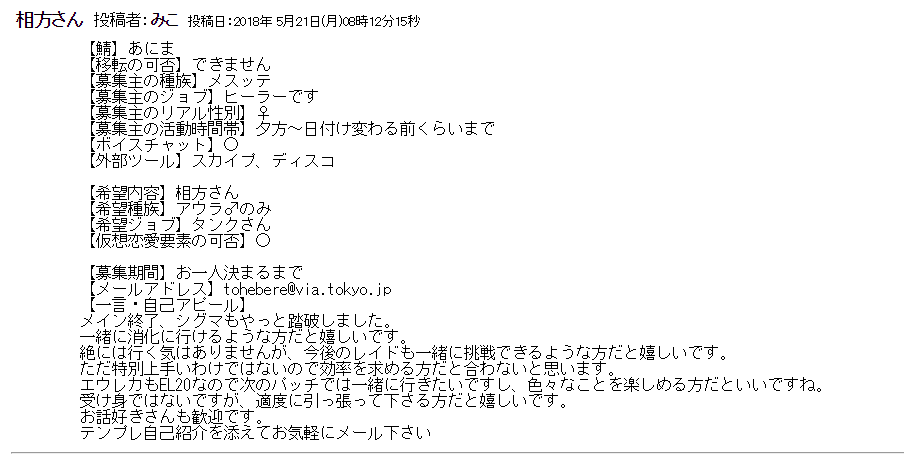 相方さん 投稿者：みこ 投稿日：2018年 5月21日(月)08時12分15秒
【鯖】あにま
【移転の可否】できません
【募集主の種族】メスッテ
【募集主のジョブ】ヒーラーです
【募集主のリアル性別】♀
【募集主の活動時間帯】夕方～日付け変わる前くらいまで
【ボイスチャット】〇
【外部ツール】スカイプ、ディスコ
【希望内容】相方さん
【希望種族】アウラ♂のみ
【希望ジョブ】タンクさん
【仮想恋愛要素の可否】〇
【募集期間】お一人決まるまで
【メールアドレス】tohebere@via.tokyo.jp
【一言・自己アピール】
メイン終了、シグマもやっと踏破しました。
一緒に消化に行けるような方だと嬉しいです。
絶には行く気はありませんが、今後のレイドも一緒に挑戦できるような方だと嬉しいです。
ただ特別上手いわけではないので効率を求める方だと合わないと思います。
エウレカもEL20なので次のパッチでは一緒に行きたいですし、色々なことを楽しめる方だといいですね。
受け身ではないですが、適度に引っ張って下さる方だと嬉しいです。
お話好きさんも歓迎です。
テンプレ自己紹介を添えてお気軽にメール下さい